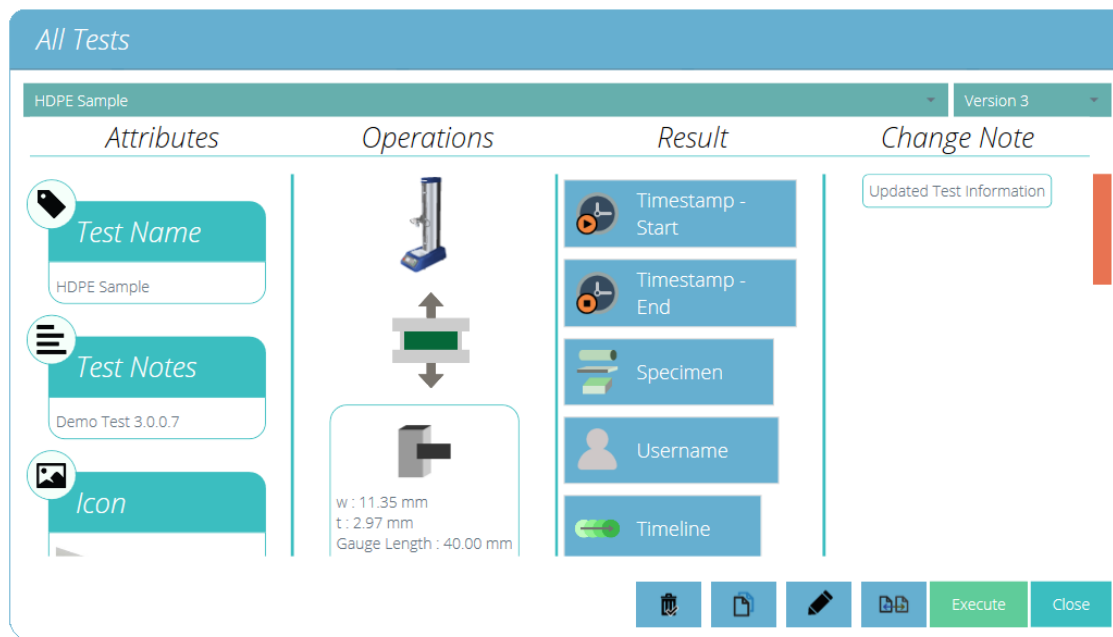 All Tests
HDPE Sample
Version 3
Attributes
Operations
Result
Change Note
Test Name
HDPE Sample
Test Notes
Demo Test 3.0.0.7
Icon
w : 11.35 mm
t : 2.97 mm
Gauge Length : 40.00 mm
Timestamp -
Start
Timestamp -
End
Specimen
Username
Timeline
Updated Test Information
Execute
Close